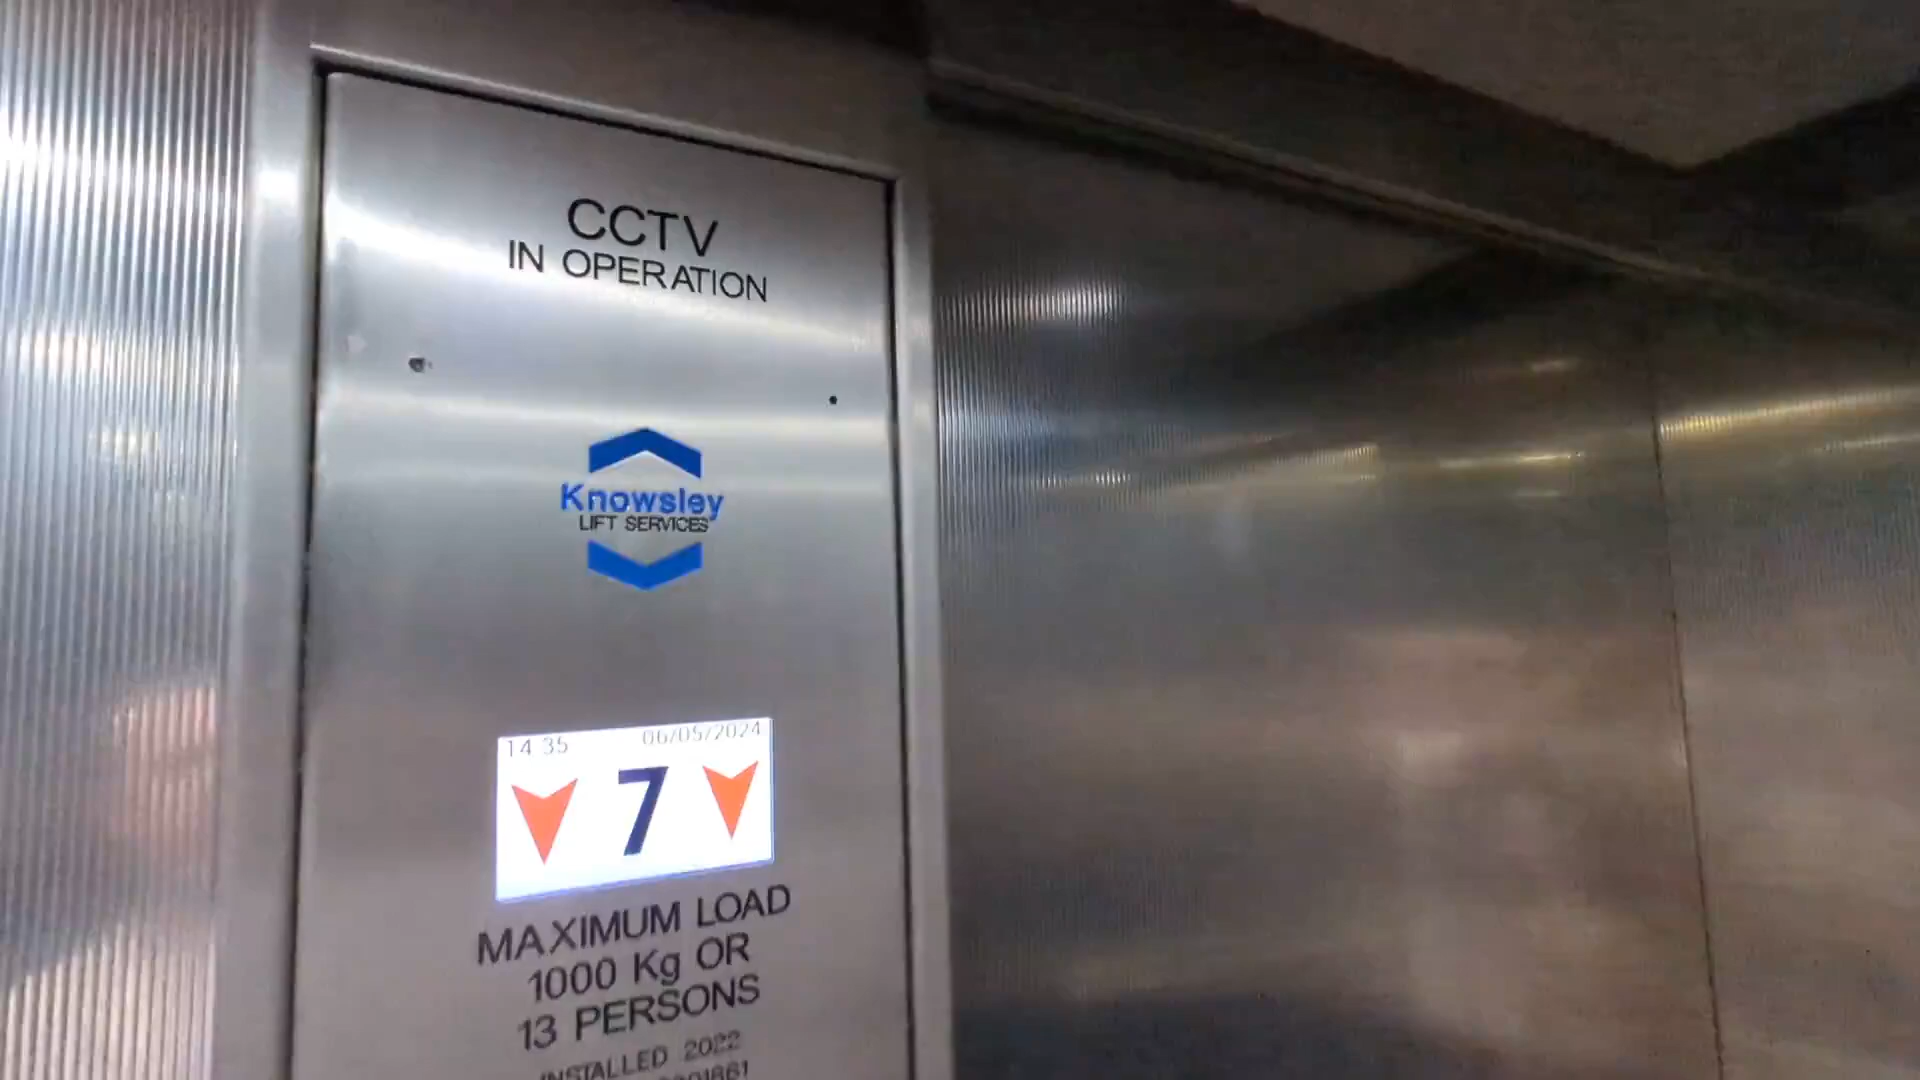 CCTV
IN OPERATION
Knowsley
LIFT SERVICES
14 35 06/05/2024
7
MAXIMUM LOAD
1000 Kg OR
13 PERSONS
INSTALLED 2022